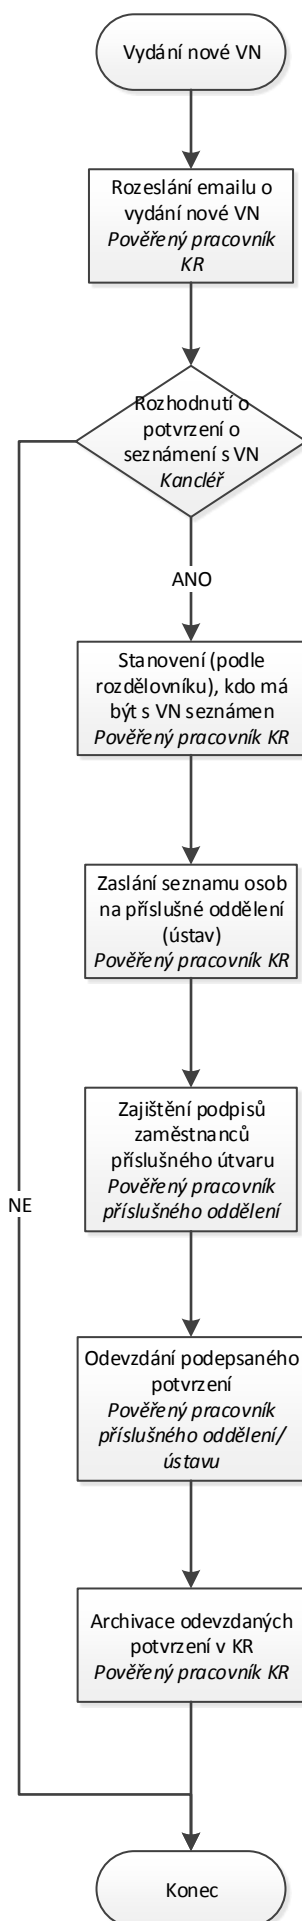 Vydání nové VN
Rozeslání emailu o
vydání nové VN
Pověřený pracovník
KR
Rozhodnutí o
potvrzení o
seznámení s VN
Kancléř
ANO
Stanovení (podle
rozdělovníku), kdo má
být s VN seznámen
Pověřený pracovník KR
Zaslání seznamu osob
na příslušné oddělení
(ústav)
Pověřený pracovník KR
Zajištění podpisů
zaměstnanců
příslušného útvaru
Pověřený pracovník
příslušného oddělení
NE
Odevzdání podepsaného
potvrzení
Pověřený pracovník
příslušného oddělení/
ústavu
Archivace odevzdaných
potvrzení v KR
Pověřený pracovník KR
Konec